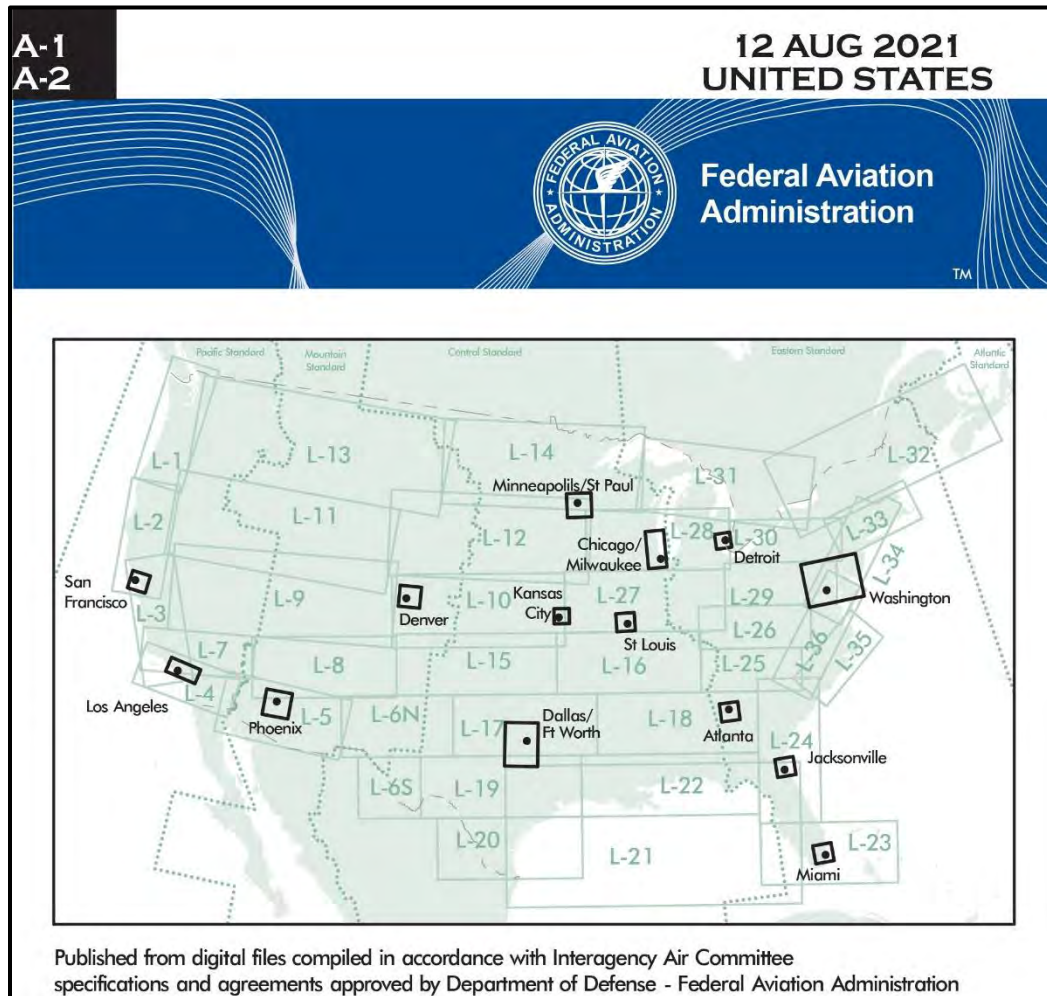 A-1
A-2
12 AUG 2021
UNITED STATES
FEDERAL AVIATION
ADMINISTRATION
Federal Aviation
Administration
TM
Pacific Standard
Mountain
Standard
Central Standard
Eastern Standard
Atlantic
Standard
L-1
L-13
L-14
L-31
L-32
Minneapolils/St Paul
L-2
L-11
L-12
Chicago/
Milwaukee
L-28
L-30
Detroit
L-33
L-34
San
Francisco
L-3
L-9
Denver
L-10
Kansas
City
L-27
St Louis
L-29
Washington
L-26
L-7
L-8
L-15
L-16
L-25
L-36
L-35
Los Angeles
L-4
Phoenix
L-5
L-6N
L-17
Dallas/
Ft Worth
L-18
Atlanta
L-24
Jacksonville
L-6S
L-19
L-22
L-20
L-21
L-23
Miami
Published from digital files compiled in accordance with Interagency Air Committee
specifications and agreements approved by Department of Defense - Federal Aviation Administration